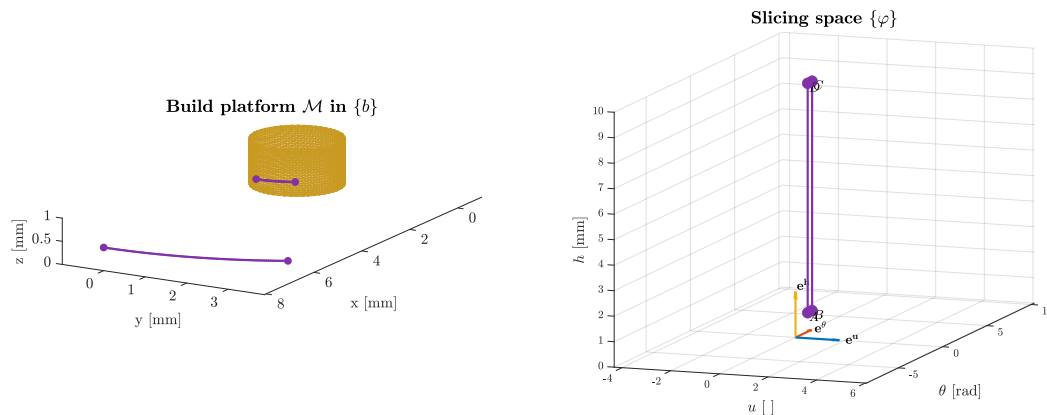 Build platform ℳ in {b}
z [mm]
1
0.5
0
0
1
2
3
y [mm]
8
6
4
2
0
x [mm]
Slicing space {φ}
h [mm]
10
9
8
7
6
5
4
3
2
1
0
-4
-2
0
2
4
6
u [ ]
-5
0
5
1
θ [rad]
C
D
A
B
e^h
e^θ
e^u